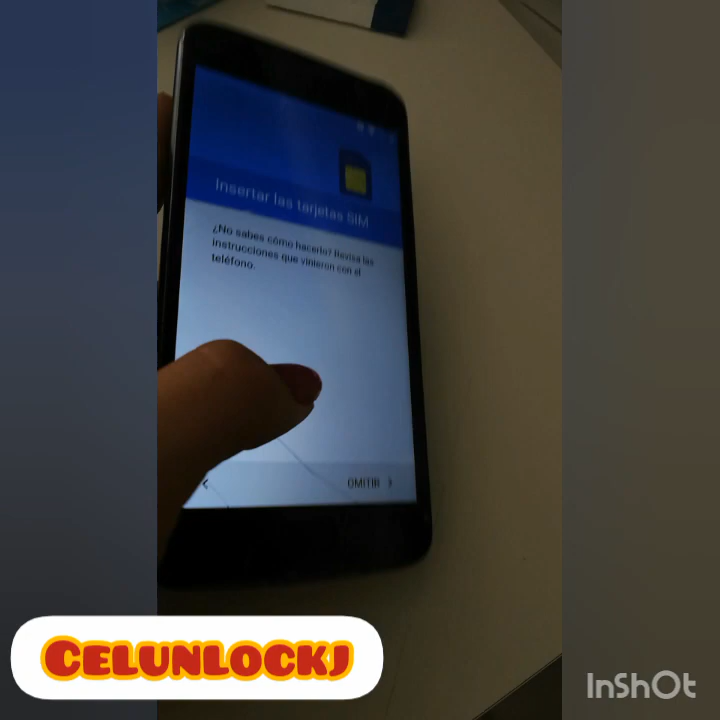 Insertar las tarjetas SIM
¿No sabes cómo hacerlo? Revisa las
instrucciones que vinieron con el
teléfono.
OMITIR
CELUNLOCKJ
InShOt